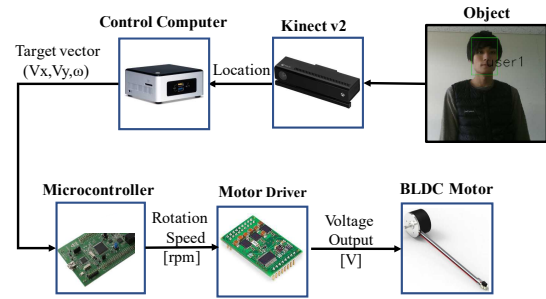 Control Computer
Kinect v2
Object
Target vector
(Vx,Vy,ω)
Location
user1
Microcontroller
Motor Driver
BLDC Motor
Rotation
Speed
[rpm]
Voltage
Output
[V]